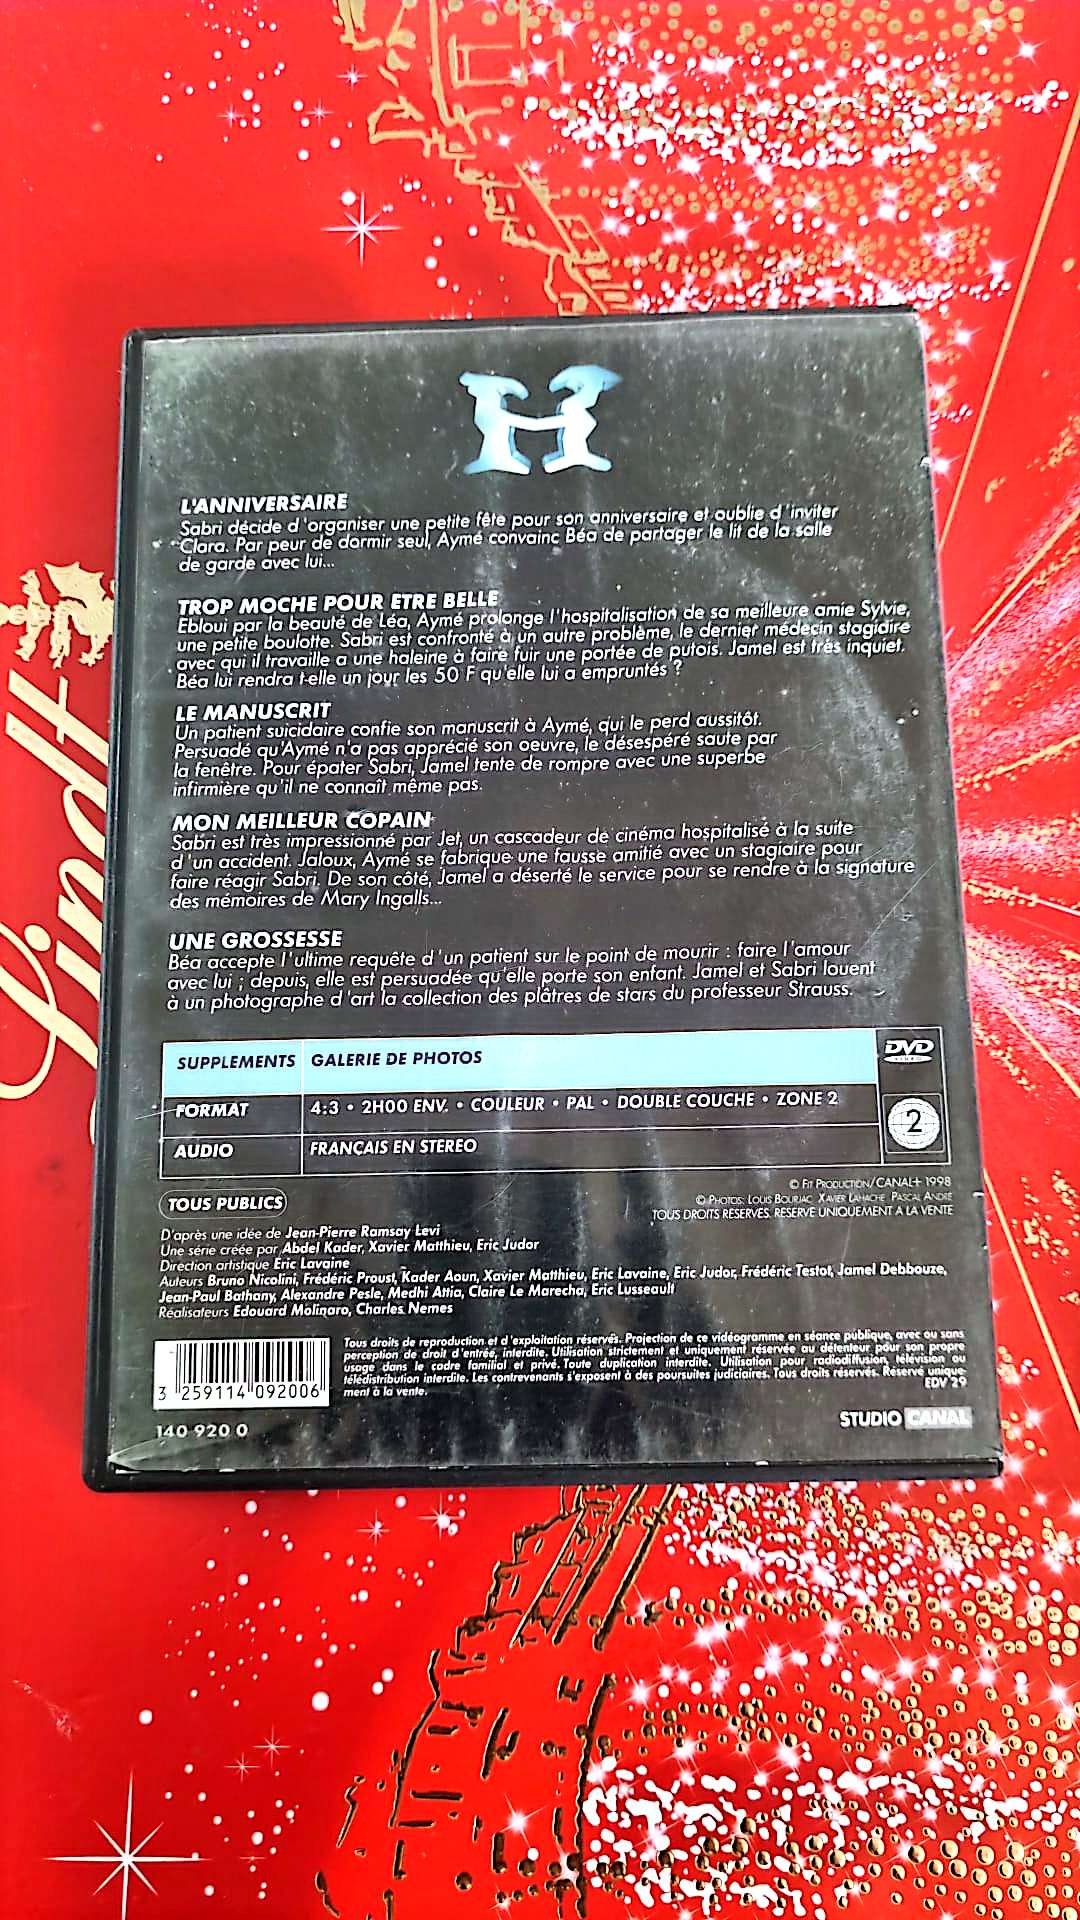 H
L'ANNIVERSAIRE
Sabri décide d'organiser une petite fête pour son anniversaire et oublie d'inviter
Clara. Par peur de dormir seul, Aymé convainc Béa de partager le lit de la salle
de garde avec lui...
TROP MOCHE POUR ETRE BELLE
Ebloui par la beauté de Léa, Aymé prolonge l'hospitalisation de sa meilleure amie Sylvie,
une petite boulotte. Sabri est confronté à un autre problème, le dernier médecin stagiaire
avec qui il travaille a une haleine à faire fuir une portée de putois. Jamel est très inquiet.
Béa lui rendra t-elle un jour les 50 F qu'elle lui a empruntés ?
LE MANUSCRIT
Un patient suicidaire confie son manuscrit à Aymé, qui le perd aussitôt.
Persuadé qu'Aymé n'a pas apprécié son oeuvre, le désespéré saute par
la fenêtre. Pour épater Sabri, Jamel tente de rompre avec une superbe
infirmière qu'il ne connaît même pas.
MON MEILLEUR COPAIN
Sabri est très impressionné par Jet, un cascadeur de cinéma hospitalisé à la suite
d'un accident. Jaloux, Aymé se fabrique une fausse amitié avec un stagiaire pour
faire réagir Sabri. De son côté, Jamel a déserté le service pour se rendre à la signature
des mémoires de Mary Ingalls...
UNE GROSSESSE
Béa accepte l'ultime requête d'un patient sur le point de mourir : faire l'amour
avec lui ; depuis, elle est persuadée qu'elle porte son enfant. Jamel et Sabri louent
à un photographe d'art la collection des plâtres de stars du professeur Strauss.
SUPPLEMENTS GALERIE DE PHOTOS
DVD
VIDEO
FORMAT 4:3 • 2H00 ENV. • COULEUR • PAL • DOUBLE COUCHE • ZONE 2
2
AUDIO FRANÇAIS EN STEREO
TOUS PUBLICS
© FIT PRODUCTION/CANAL+ 1998
© PHOTOS: LOUIS BOURJAC, XAVIER LAHACHE, PASCAL ANDRE
TOUS DROITS RESERVES. RESERVE UNIQUEMENT A LA VENTE
D'après une idée de Jean-Pierre Ramsay Levi
Une série créée par Abdel Kader, Xavier Matthieu, Eric Judor
Direction artistique Eric Lavaine
Auteurs Bruno Nicolini, Frédéric Proust, Kader Aoun, Xavier Matthieu, Eric Lavaine, Eric Judor, Frédéric Testot, Jamel Debbouze,
Jean-Paul Bathany, Alexandre Pesle, Medhi Attia, Claire Le Marecha, Eric Lusseault
Réalisateurs Edouard Molinaro, Charles Nemes
Tous droits de reproduction et d'exploitation réservés. Projection de ce vidéogramme en séance publique, avec ou sans
perception de droit d'entrée, interdite. Utilisation strictement et uniquement réservée au détenteur pour son propre
usage dans le cadre familial et privé. Toute duplication interdite. Utilisation pour radiodiffusion, télévision ou
télédistribution interdite. Les contrevenants s'exposent à des poursuites judiciaires. Tous droits réservés. Réservé unique-
ment à la vente.
EDV 29
3 259114 092006
140 920 0
STUDIO CANAL
Lindt